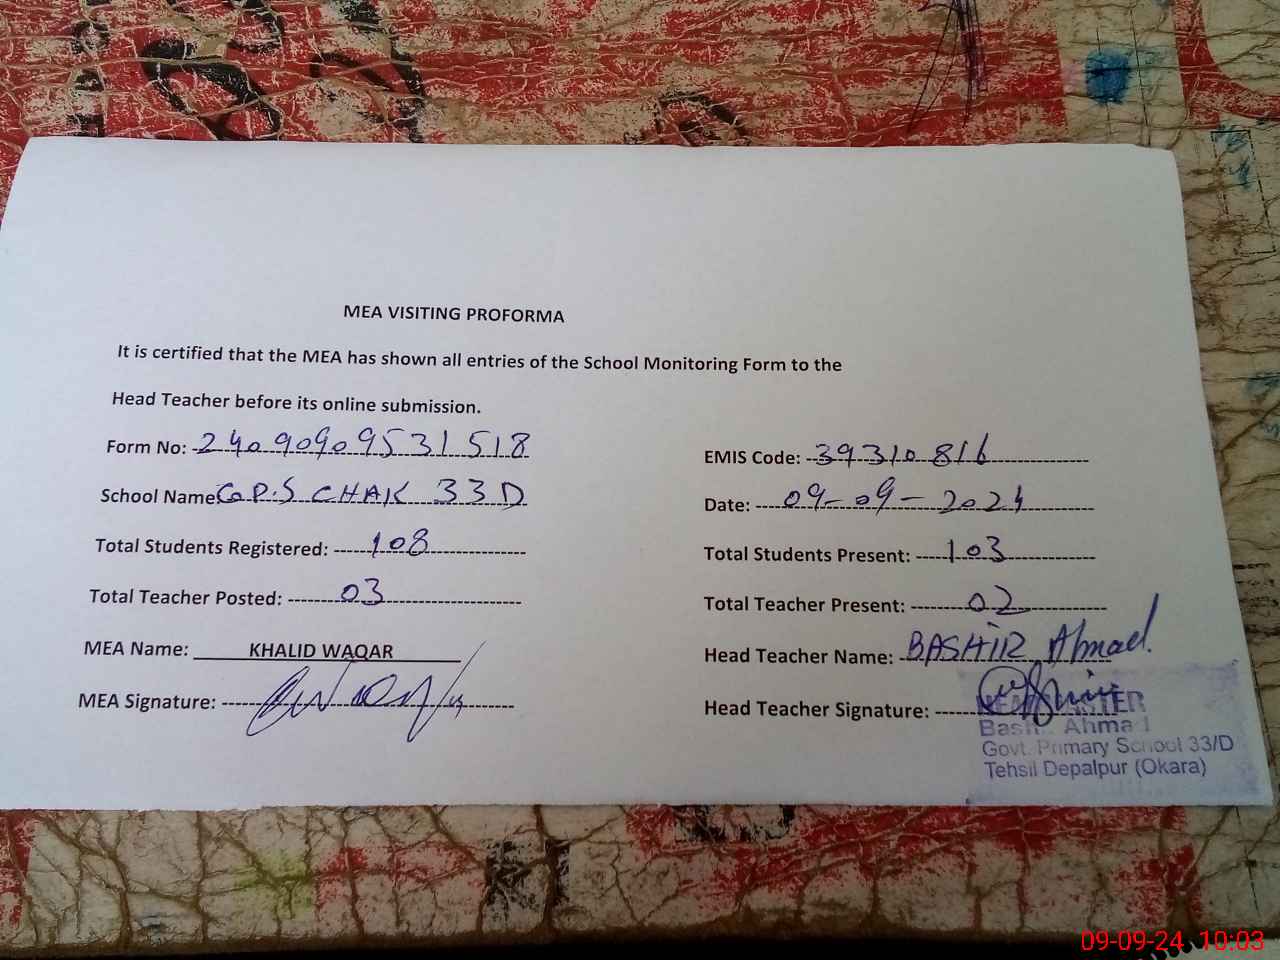 MEA VISITING PROFORMA
It is certified that the MEA has shown all entries of the School Monitoring Form to the
Head Teacher before its online submission.
Form No: 24090909531518
EMIS Code: 39310816
School Name G.P.S CHAK 33D
Date: 09-09-2024
Total Students Registered: 108
Total Students Present: 103
Total Teacher Posted: 03
Total Teacher Present: 02
MEA Name: KHALID WAQAR
Head Teacher Name: BASHIR Ahmad.
MEA Signature:
Head Teacher Signature:
HEADMASTER
Bashir Ahmad
Govt. Primary School 33/D
Tehsil Depalpur (Okara)
09-09-24 10:03